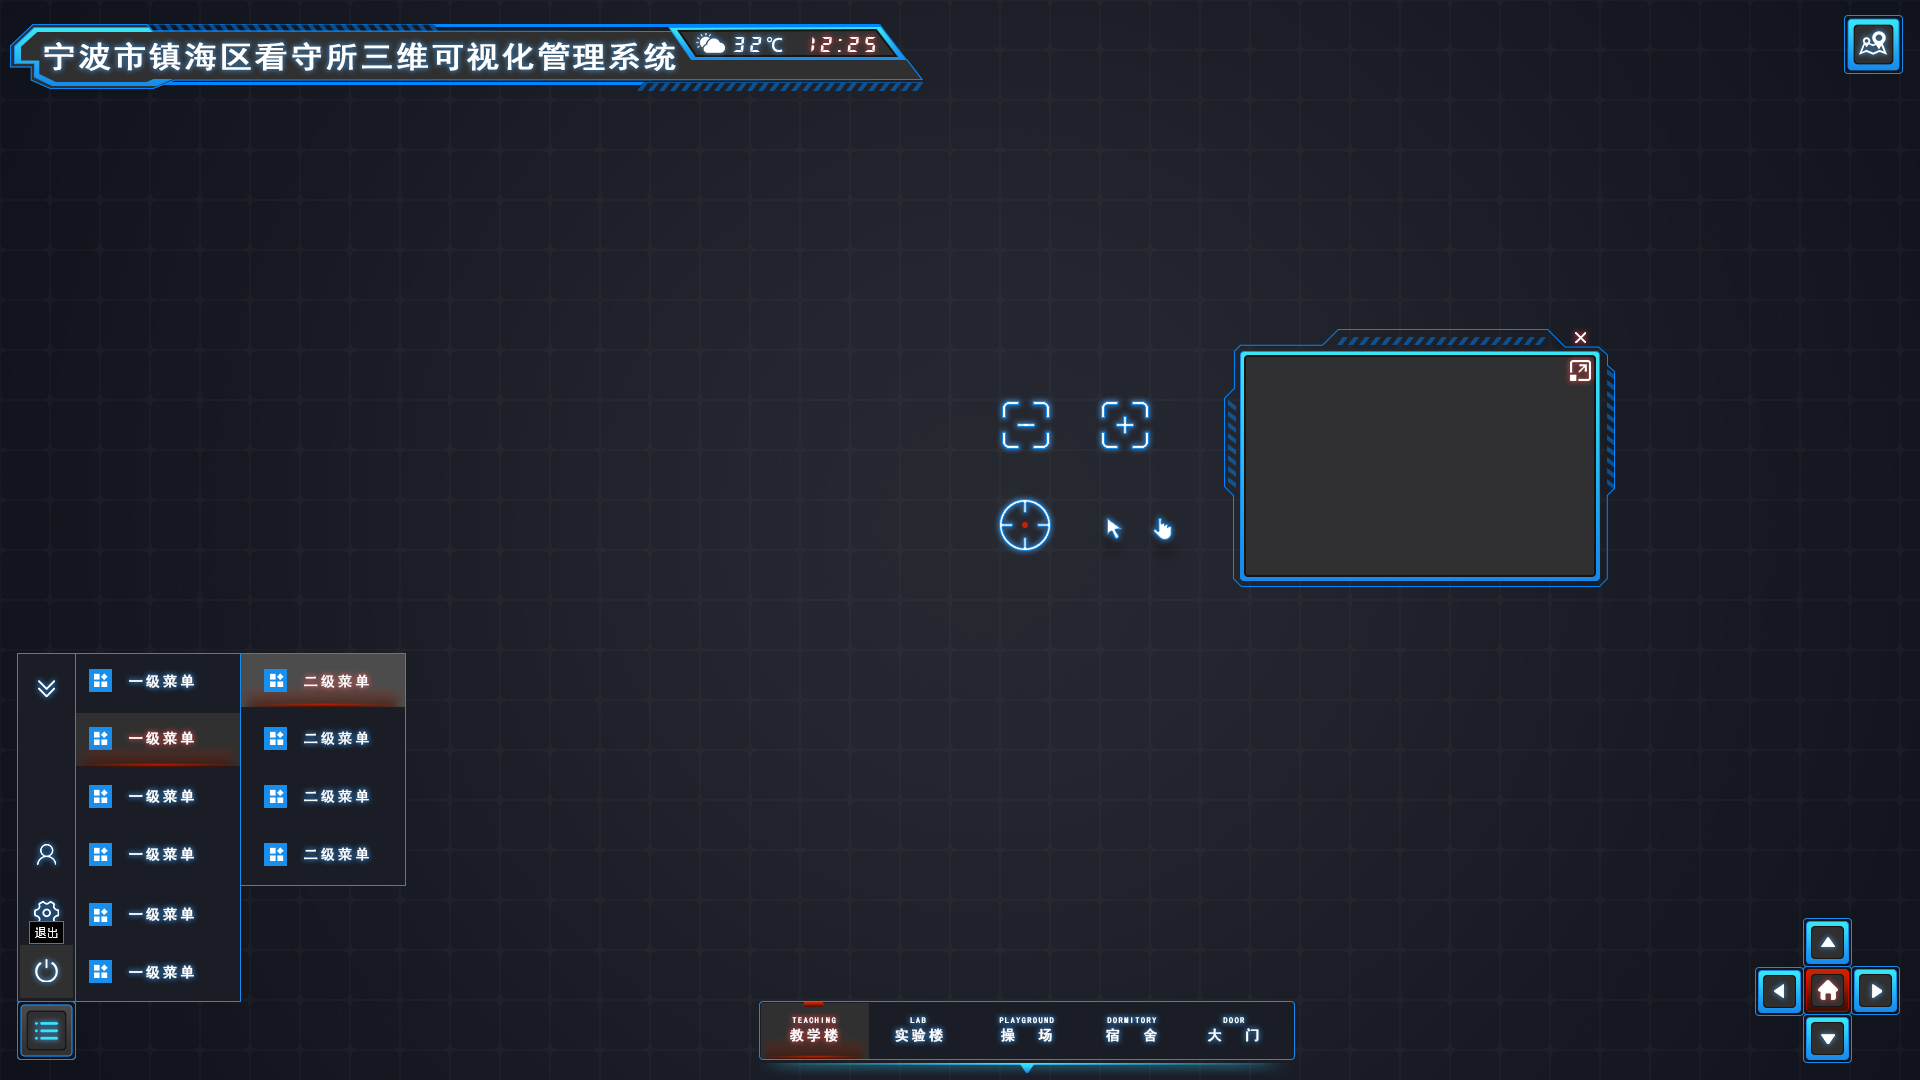 宁波市镇海区看守所三维可视化管理系统
32℃ 12:25
一级菜单
一级菜单
一级菜单
一级菜单
一级菜单
一级菜单
二级菜单
二级菜单
二级菜单
二级菜单
退出
TEACHING
教学楼
LAB
实验楼
PLAYGROUND
操 场
DORMITORY
宿 舍
DOOR
大 门